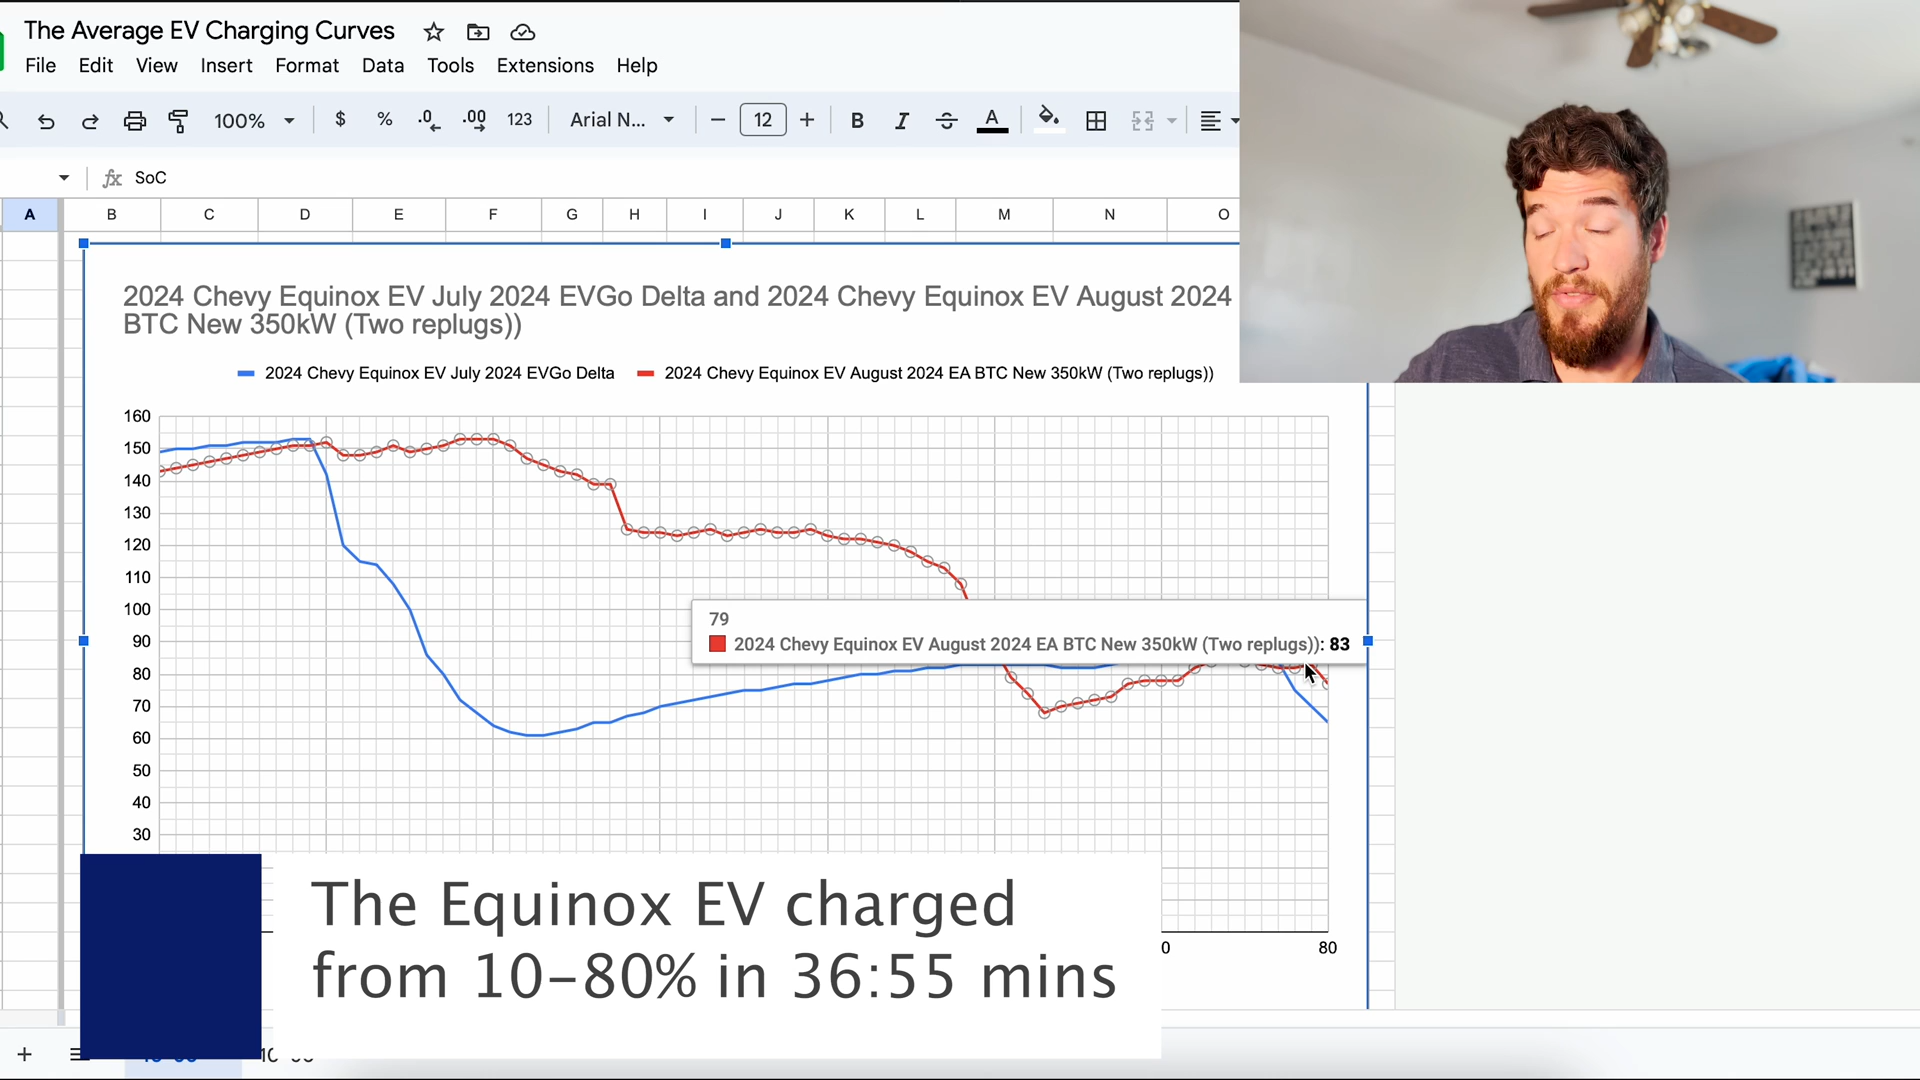 The Average EV Charging Curves
File Edit View Insert Format Data Tools Extensions Help
100% $ % .0 .00 123 Arial N... 12 B I A
fx SoC
A B C D E F G H I J K L M N O
2024 Chevy Equinox EV July 2024 EVGo Delta and 2024 Chevy Equinox EV August 2024
BTC New 350kW (Two replugs))
2024 Chevy Equinox EV July 2024 EVGo Delta 2024 Chevy Equinox EV August 2024 EA BTC New 350kW (Two replugs))
160
150
140
130
120
110
100
90
80
70
60
50
40
30
79
2024 Chevy Equinox EV August 2024 EA BTC New 350kW (Two replugs)): 83
0 80
The Equinox EV charged
from 10-80% in 36:55 mins